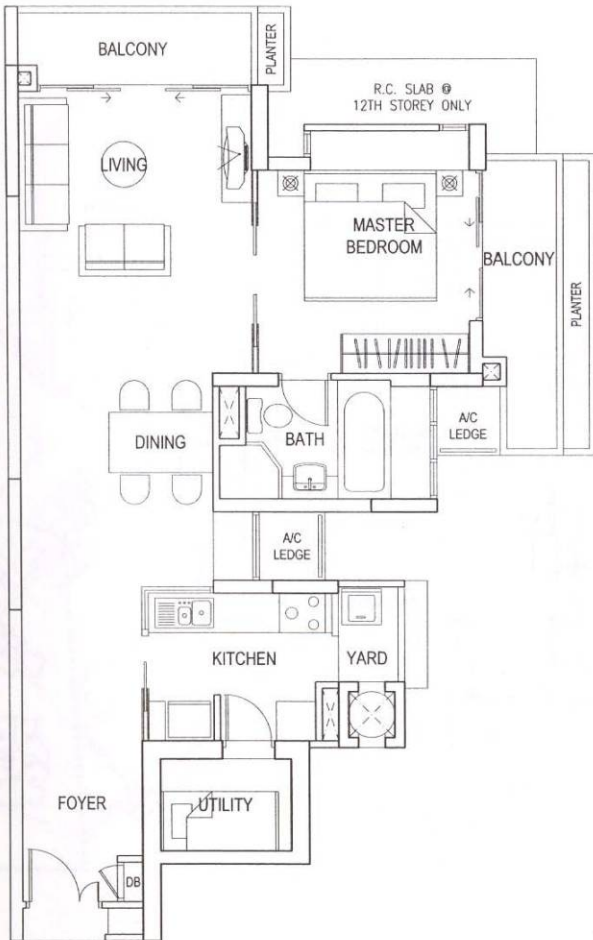 BALCONY
PLANTER
R.C. SLAB @
12TH STOREY ONLY
LIVING
MASTER
BEDROOM
BALCONY
PLANTER
A/C
LEDGE
DINING
BATH
A/C
LEDGE
KITCHEN
YARD
FOYER
UTILITY
DB